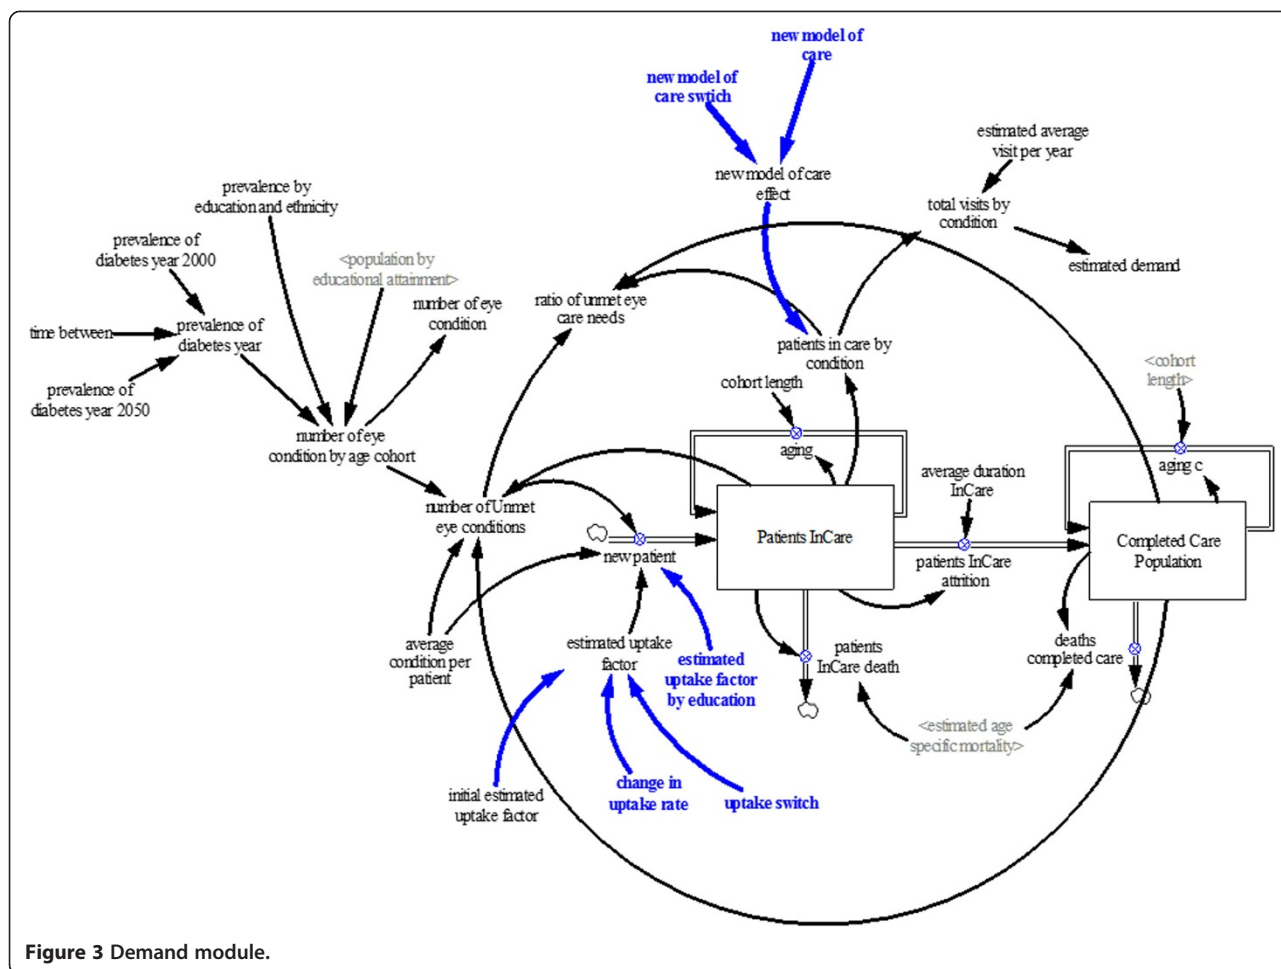 new model of
care
new model of
care swtich
estimated average
visit per year
new model of care
effect
prevalence by
education and ethnicity
total visits by
condition
prevalence of
diabetes year 2000
<population by
educational attainment>
estimated demand
number of eye
condition
ratio of unmet eye
care needs
time between
prevalence of
diabetes year
patients in care by
condition
prevalence of
diabetes year 2050
cohort length
<cohort
length>
number of eye
condition by age cohort
aging
aging c
average duration
InCare
number of Unmet
eye conditions
Patients InCare
Completed Care
Population
new patient
patients InCare
attrition
average
condition per
patient
estimated uptake
factor
estimated
uptake factor
by education
patients
InCare death
deaths
completed care
<estimated age
specific mortality>
initial estimated
uptake factor
change in
uptake rate
uptake switch
Figure 3 Demand module.